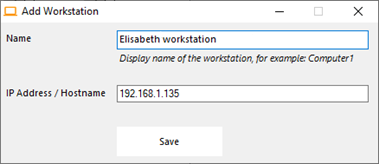 Add Workstation
Name
Elisabeth workstation
Display name of the workstation, for example: Computer1
IP Address / Hostname
192.168.1.135
Save